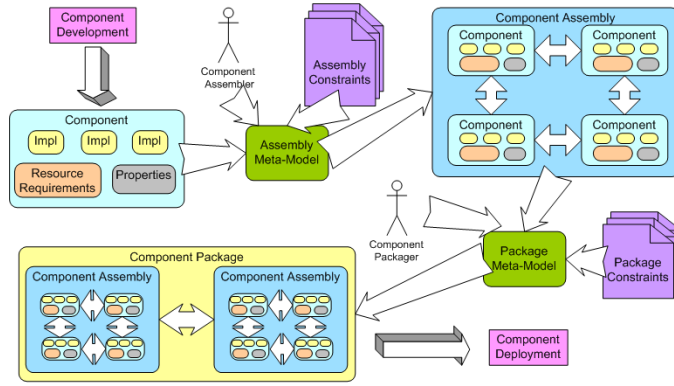 Component
Development
Component
Assembler
Assembly
Constraints
Component Assembly
Component
Component
Component
Component
Component
Impl
Impl
Impl
Resource
Requirements
Properties
Assembly
Meta-Model
Component
Packager
Package
Meta-Model
Package
Constraints
Component Package
Component Assembly
Component Assembly
Component
Deployment